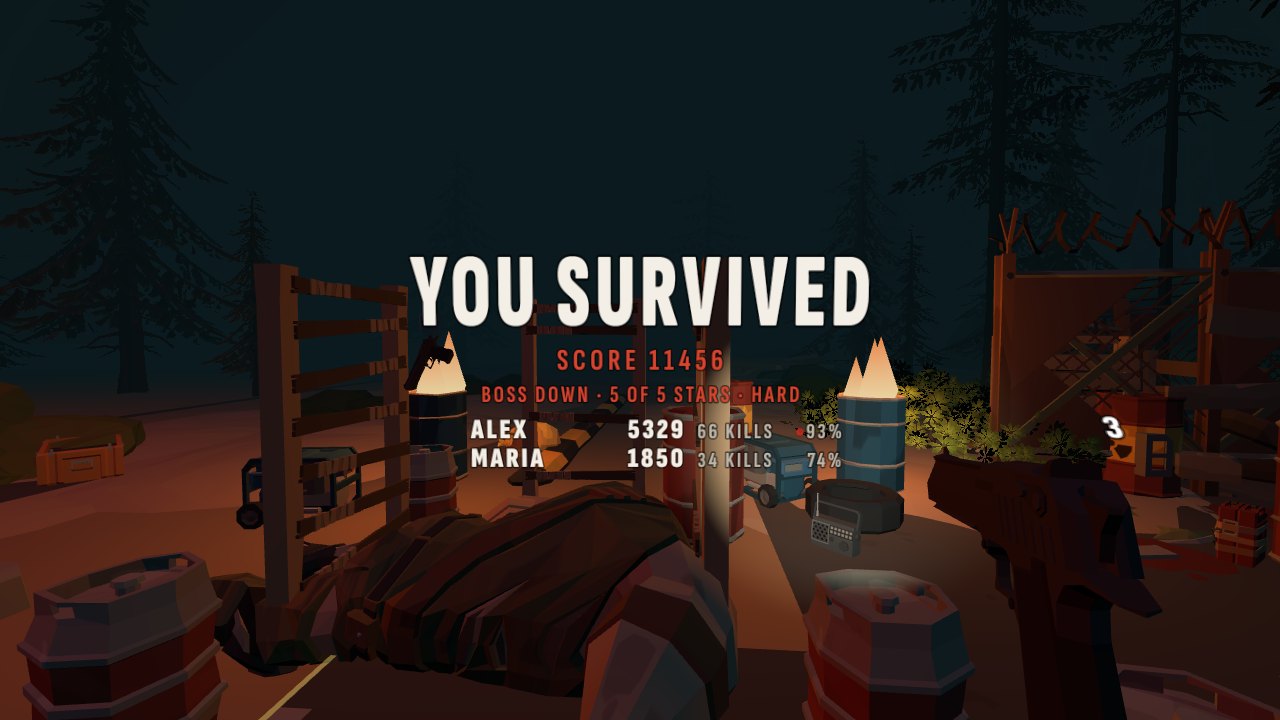 YOU SURVIVED
SCORE 11456
BOSS DOWN · 5 OF 5 STARS · HARD
ALEX 5329 66 KILLS 93%
MARIA 1850 34 KILLS 74%
3